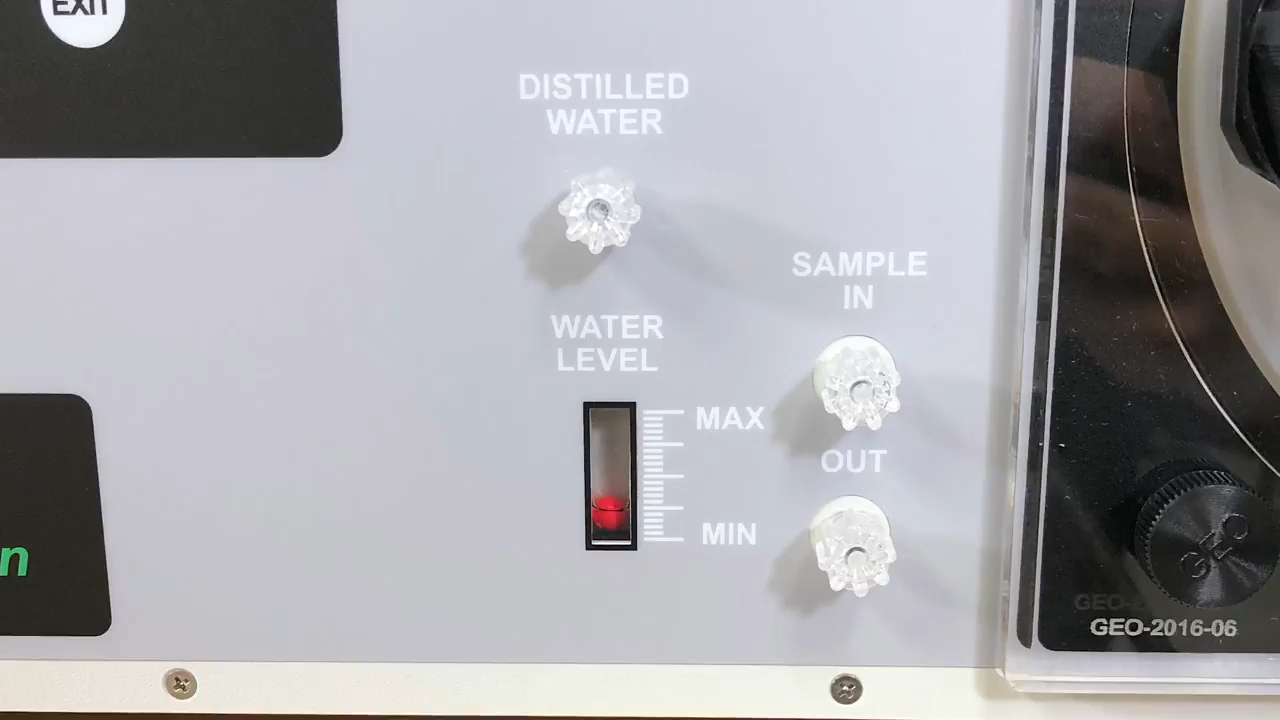 EXIT
DISTILLED
WATER
SAMPLE
IN
WATER
LEVEL
MAX
OUT
MIN
n
GEO
GEO-2016-06